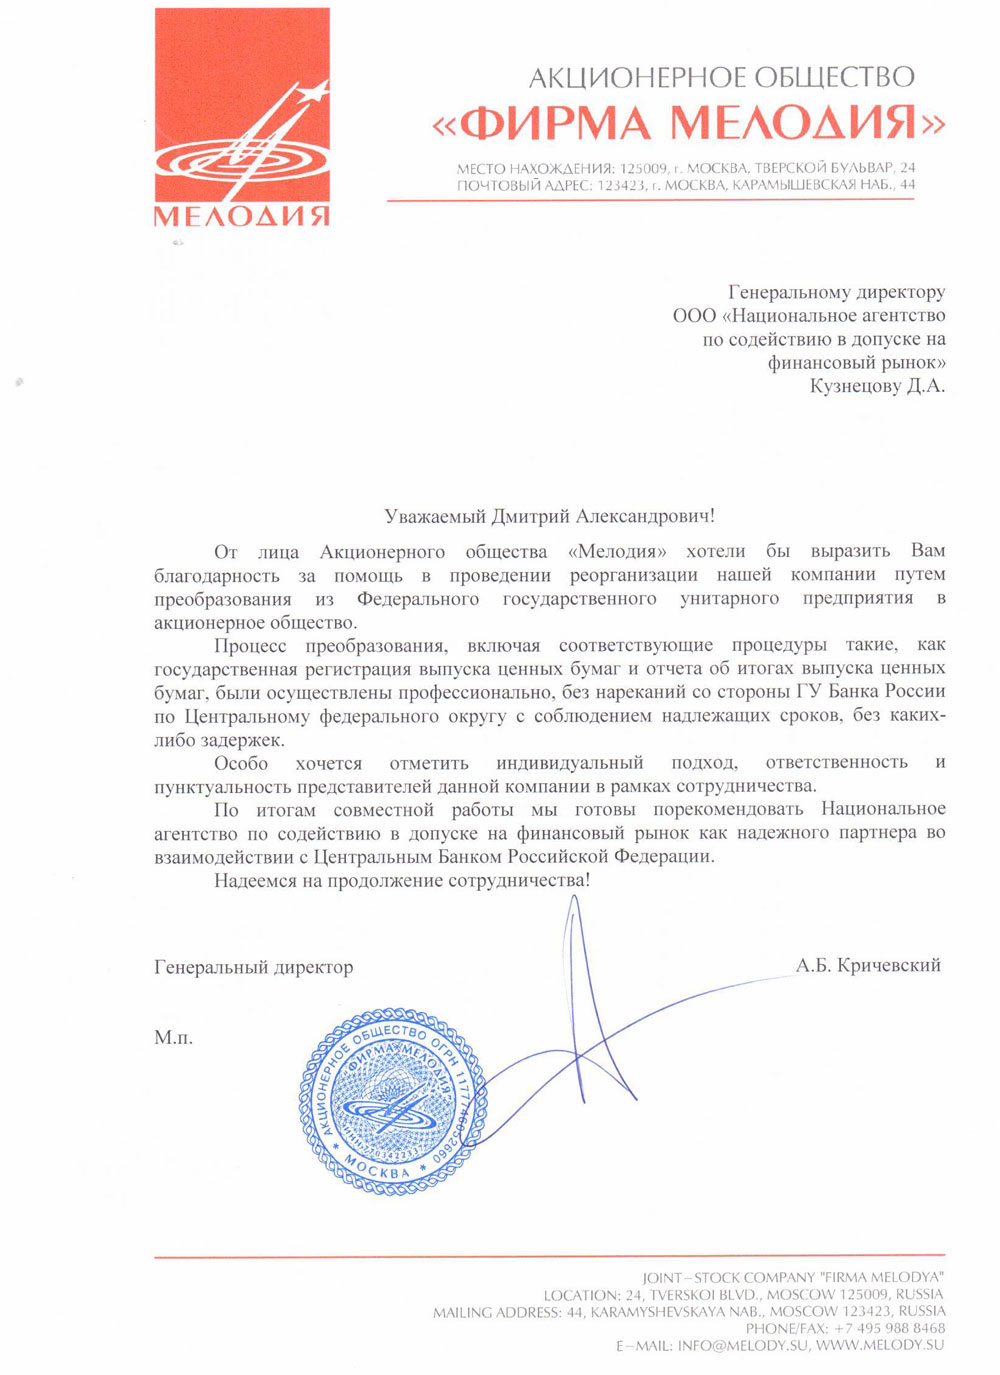 МЕЛОДИЯ
АКЦИОНЕРНОЕ ОБЩЕСТВО
«ФИРМА МЕЛОДИЯ»
МЕСТО НАХОЖДЕНИЯ: 125009, г. МОСКВА, ТВЕРСКОЙ БУЛЬВАР, 24
ПОЧТОВЫЙ АДРЕС: 123423, г. МОСКВА, КАРАМЫШЕВСКАЯ НАБ., 44
Генеральному директору
ООО «Национальное агентство
по содействию в допуске на
финансовый рынок»
Кузнецову Д.А.
Уважаемый Дмитрий Александрович!
От лица Акционерного общества «Мелодия» хотели бы выразить Вам
благодарность за помощь в проведении реорганизации нашей компании путем
преобразования из Федерального государственного унитарного предприятия в
акционерное общество.
Процесс преобразования, включая соответствующие процедуры такие, как
государственная регистрация выпуска ценных бумаг и отчета об итогах выпуска ценных
бумаг, были осуществлены профессионально, без нареканий со стороны ГУ Банка России
по Центральному федерального округу с соблюдением надлежащих сроков, без каких-
либо задержек.
Особо хочется отметить индивидуальный подход, ответственность и
пунктуальность представителей данной компании в рамках сотрудничества.
По итогам совместной работы мы готовы порекомендовать Национальное
агентство по содействию в допуске на финансовый рынок как надежного партнера во
взаимодействии с Центральным Банком Российской Федерации.
Надеемся на продолжение сотрудничества!
Генеральный директор
А.Б. Кричевский
М.п.
АКЦИОНЕРНОЕ ОБЩЕСТВО ОГРН 1177746052660
"ФИРМА МЕЛОДИЯ"
* МОСКВА *
JOINT-STOCK COMPANY "FIRMA MELODYA"
LOCATION: 24, TVERSKOI BLVD., MOSCOW 125009, RUSSIA
MAILING ADDRESS: 44, KARAMYSHEVSKAYA NAB., MOSCOW 123423, RUSSIA
PHONE/FAX: +7 495 988 8468
E-MAIL: INFO@MELODY.SU, WWW.MELODY.SU